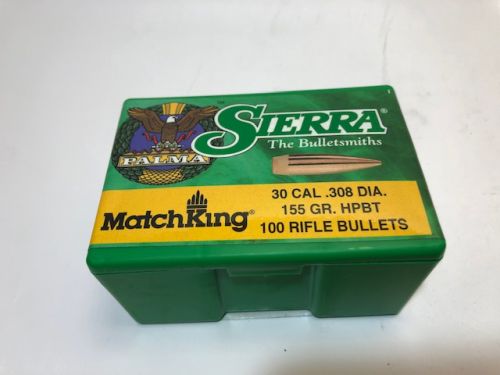 SIERRA®
The Bulletsmiths
PALMA
MatchKing®
30 CAL .308 DIA.
155 GR. HPBT
100 RIFLE BULLETS